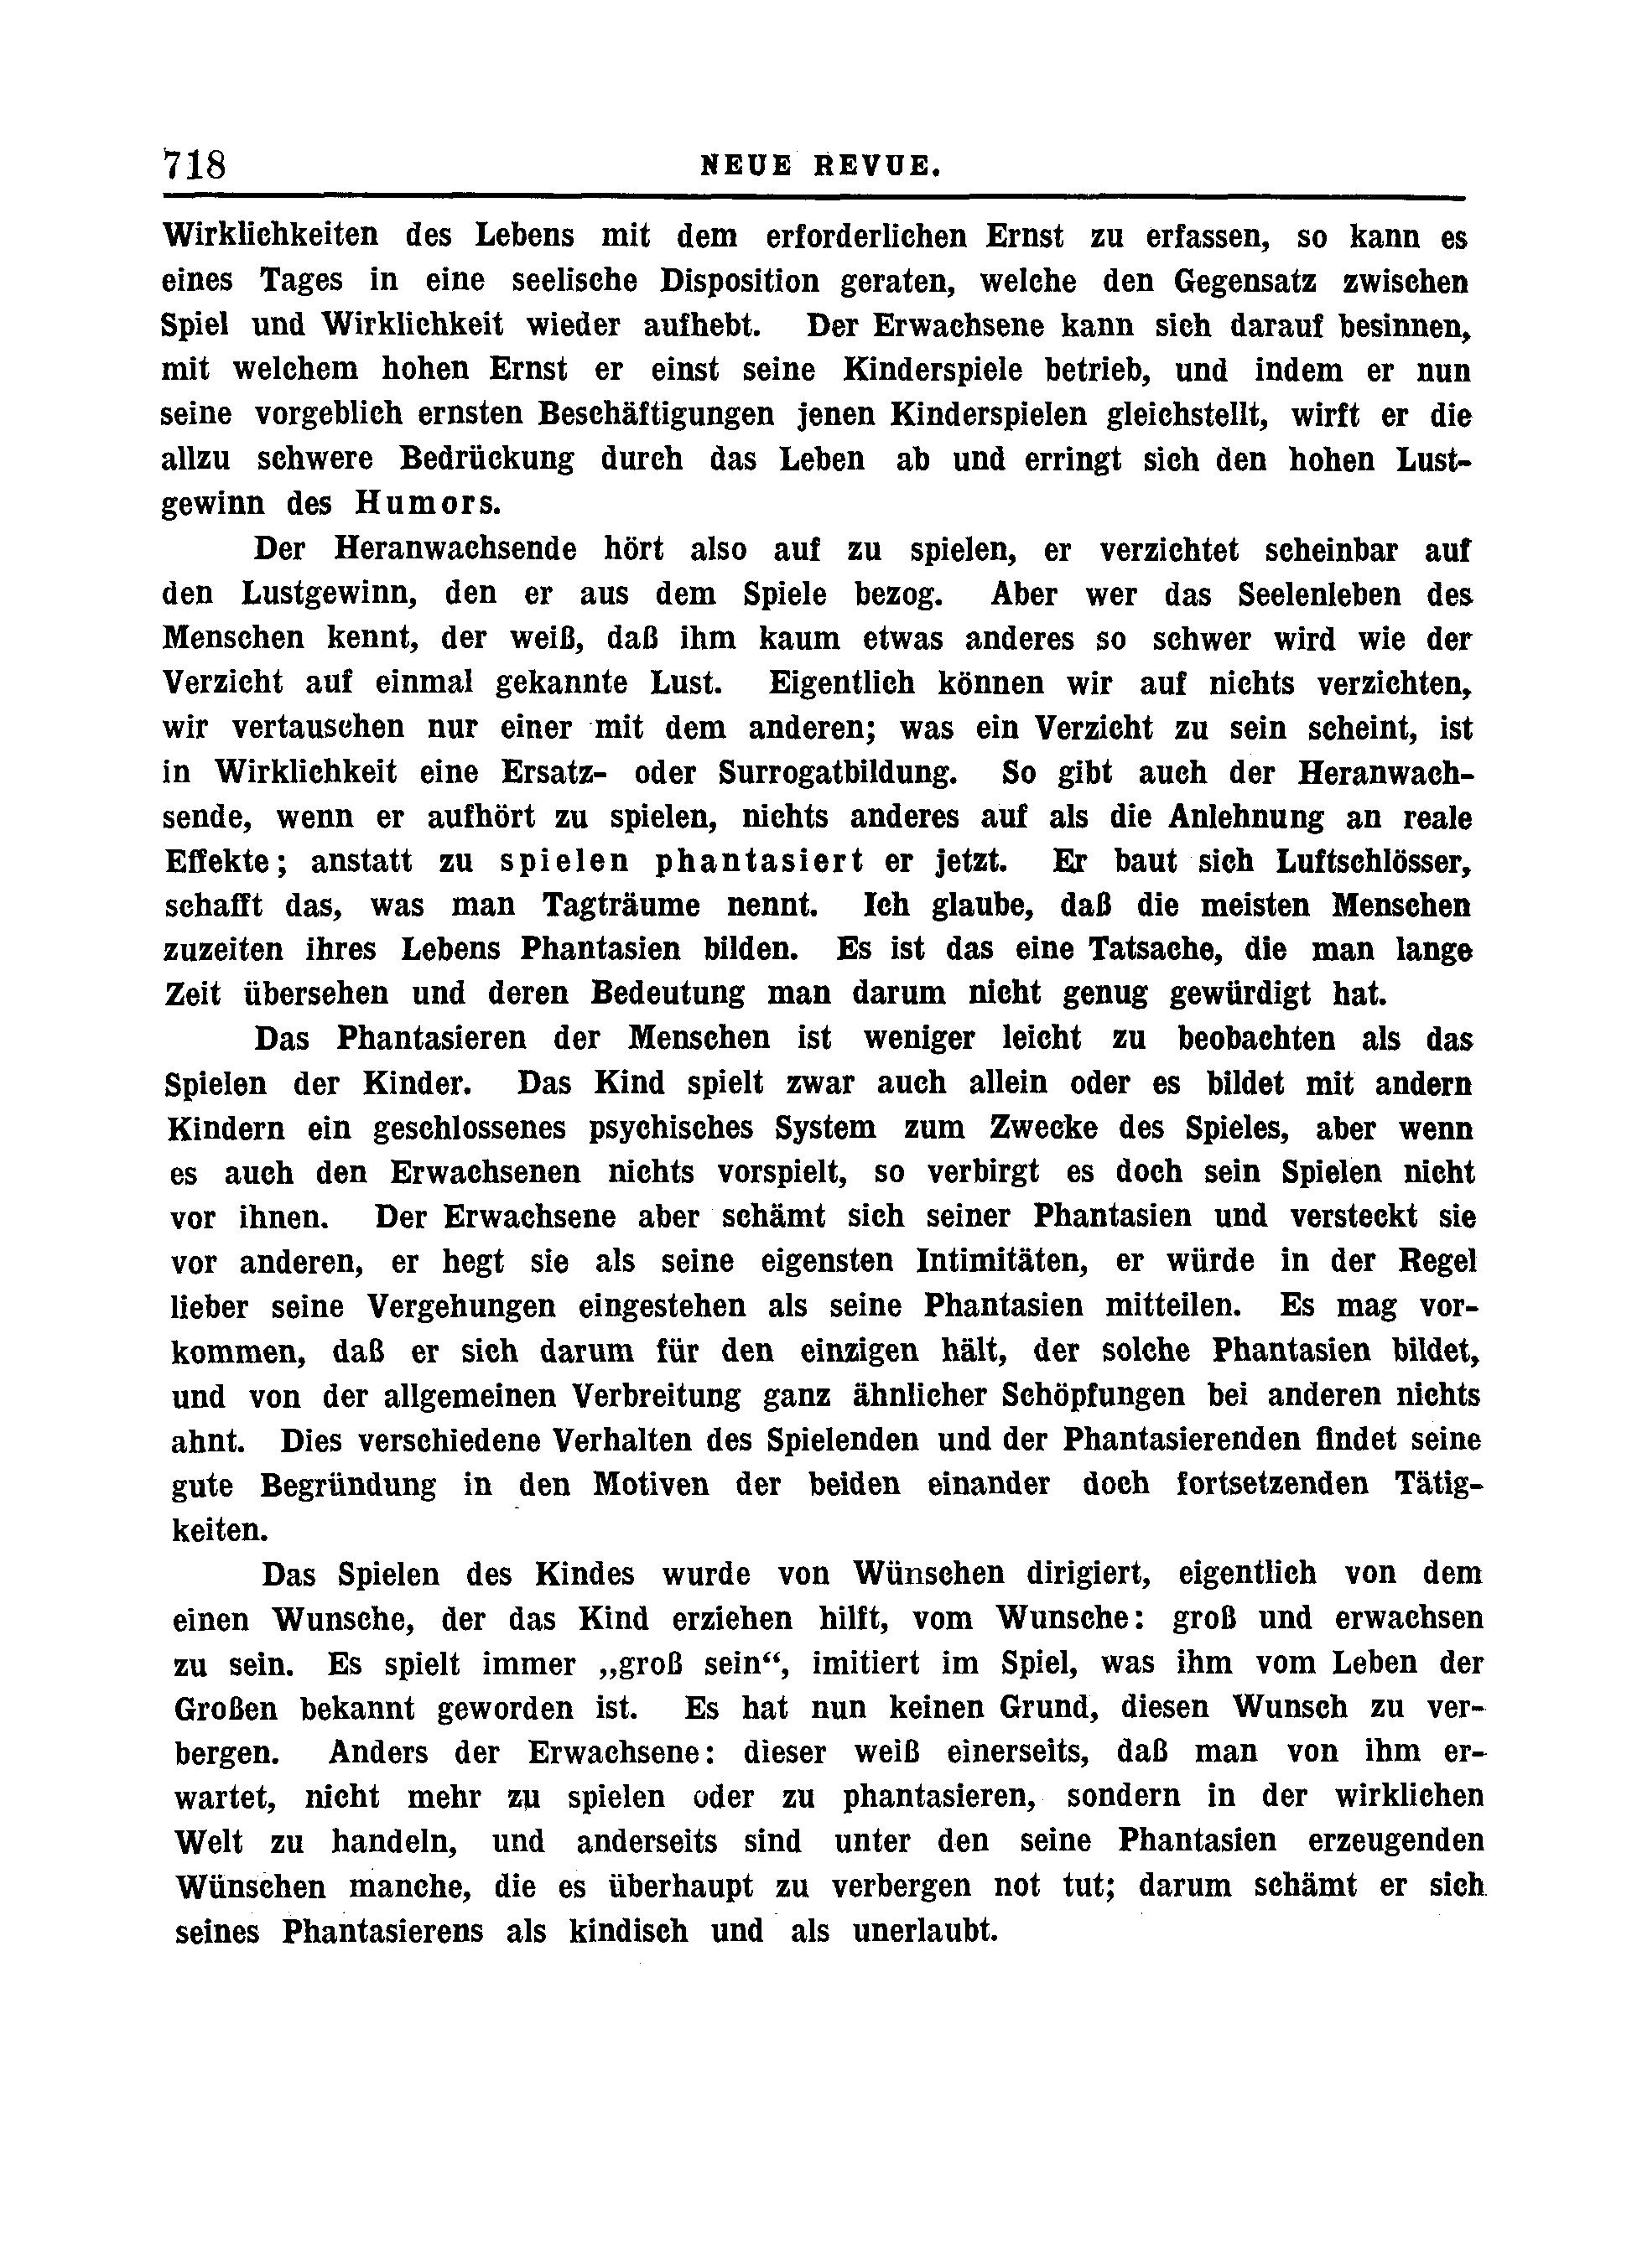 718
NEUE REVUE.
Wirklichkeiten des Lebens mit dem erforderlichen Ernst zu erfassen, so kann es
eines Tages in eine seelische Disposition geraten, welche den Gegensatz zwischen
Spiel und Wirklichkeit wieder aufhebt. Der Erwachsene kann sich darauf besinnen,
mit welchem hohen Ernst er einst seine Kinderspiele betrieb, und indem er nun
seine vorgeblich ernsten Beschäftigungen jenen Kinderspielen gleichstellt, wirft er die
allzu schwere Bedrückung durch das Leben ab und erringt sich den hohen Lust-
gewinn des Humors.
Der Heranwachsende hört also auf zu spielen, er verzichtet scheinbar auf
den Lustgewinn, den er aus dem Spiele bezog. Aber wer das Seelenleben des
Menschen kennt, der weiß, daß ihm kaum etwas anderes so schwer wird wie der
Verzicht auf einmal gekannte Lust. Eigentlich können wir auf nichts verzichten,
wir vertauschen nur einer mit dem anderen; was ein Verzicht zu sein scheint, ist
in Wirklichkeit eine Ersatz- oder Surrogatbildung. So gibt auch der Heranwach-
sende, wenn er aufhört zu spielen, nichts anderes auf als die Anlehnung an reale
Effekte; anstatt zu spielen phantasiert er jetzt. Er baut sich Luftschlösser,
schafft das, was man Tagträume nennt. Ich glaube, daß die meisten Menschen
zuzeiten ihres Lebens Phantasien bilden. Es ist das eine Tatsache, die man lange
Zeit übersehen und deren Bedeutung man darum nicht genug gewürdigt hat.
Das Phantasieren der Menschen ist weniger leicht zu beobachten als das
Spielen der Kinder. Das Kind spielt zwar auch allein oder es bildet mit andern
Kindern ein geschlossenes psychisches System zum Zwecke des Spieles, aber wenn
es auch den Erwachsenen nichts vorspielt, so verbirgt es doch sein Spielen nicht
vor ihnen. Der Erwachsene aber schämt sich seiner Phantasien und versteckt sie
vor anderen, er hegt sie als seine eigensten Intimitäten, er würde in der Regel
lieber seine Vergehungen eingestehen als seine Phantasien mitteilen. Es mag vor-
kommen, daß er sich darum für den einzigen hält, der solche Phantasien bildet,
und von der allgemeinen Verbreitung ganz ähnlicher Schöpfungen bei anderen nichts
ahnt. Dies verschiedene Verhalten des Spielenden und der Phantasierenden findet seine
gute Begründung in den Motiven der beiden einander doch fortsetzenden Tätig-
keiten.
Das Spielen des Kindes wurde von Wünschen dirigiert, eigentlich von dem
einen Wunsche, der das Kind erziehen hilft, vom Wunsche: groß und erwachsen
zu sein. Es spielt immer „groß sein“, imitiert im Spiel, was ihm vom Leben der
Großen bekannt geworden ist. Es hat nun keinen Grund, diesen Wunsch zu ver-
bergen. Anders der Erwachsene: dieser weiß einerseits, daß man von ihm er-
wartet, nicht mehr zu spielen oder zu phantasieren, sondern in der wirklichen
Welt zu handeln, und anderseits sind unter den seine Phantasien erzeugenden
Wünschen manche, die es überhaupt zu verbergen not tut; darum schämt er sich
seines Phantasierens als kindisch und als unerlaubt.